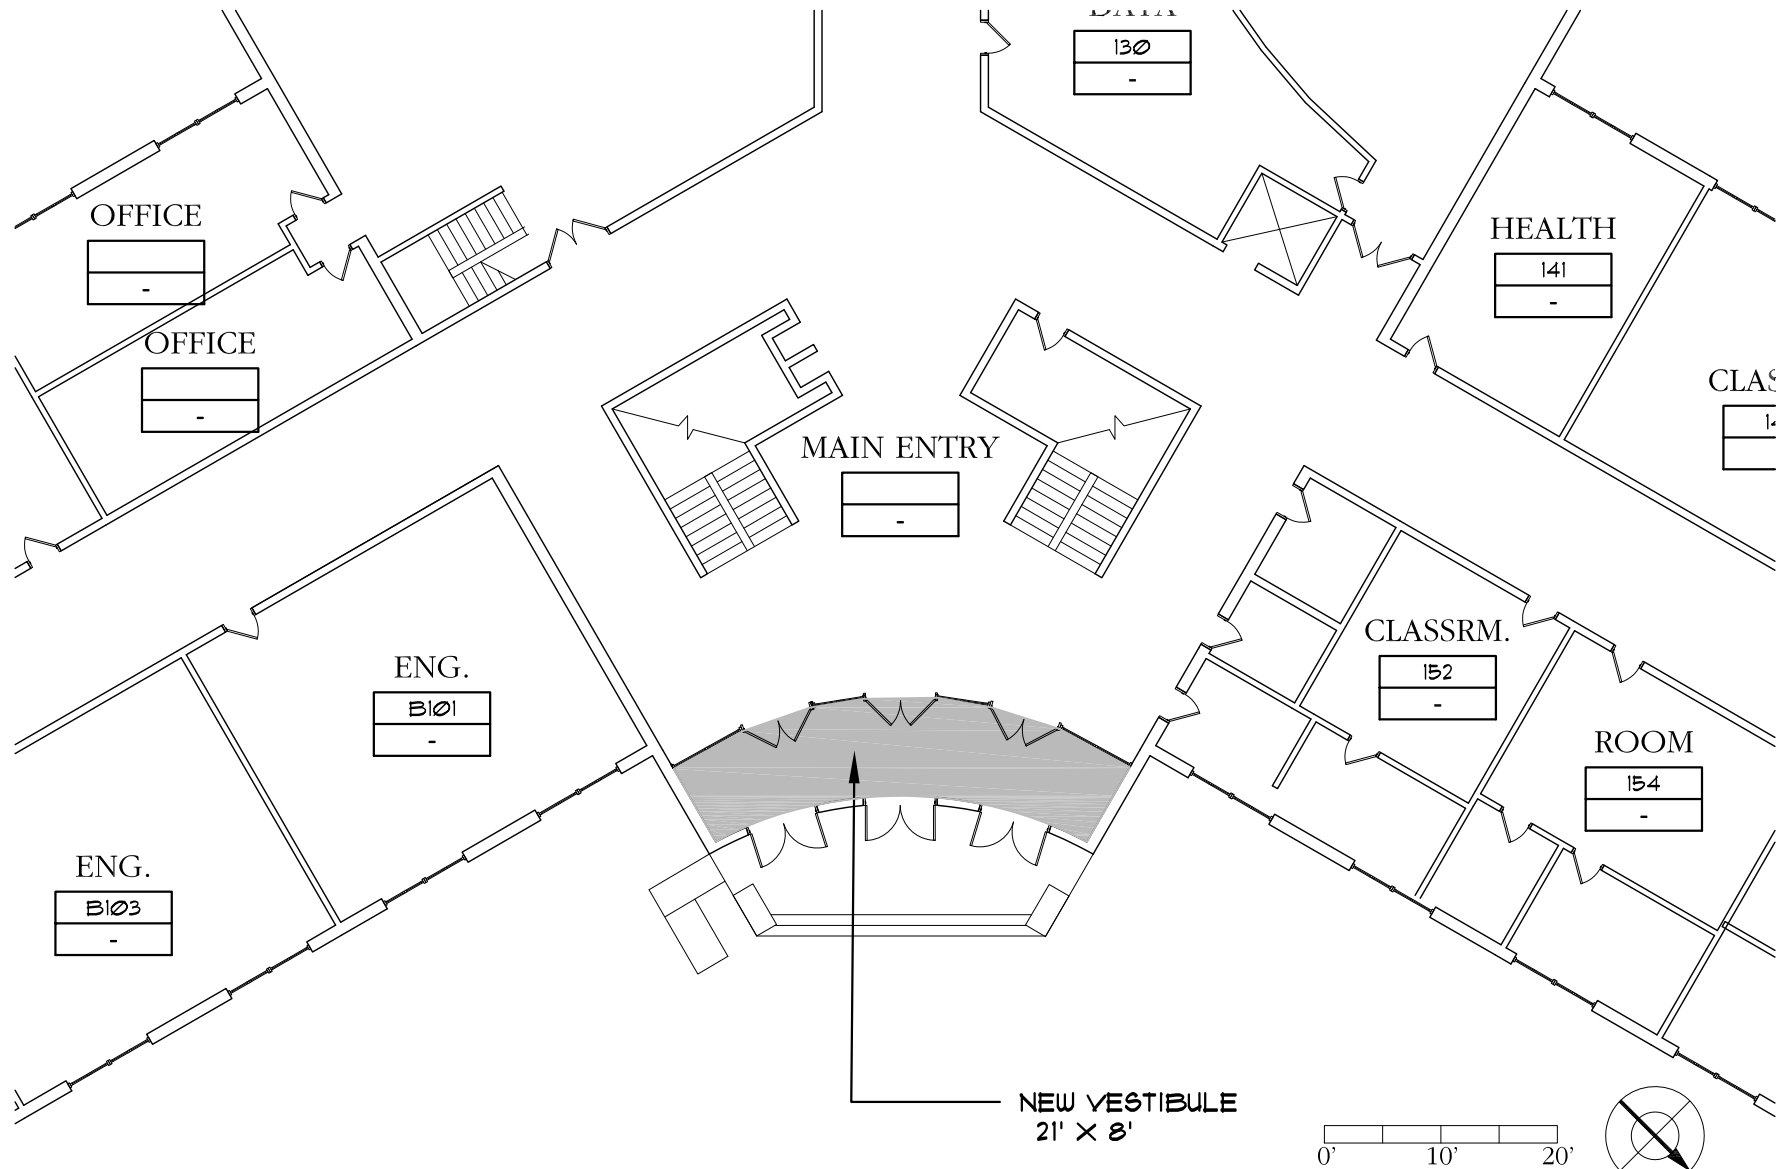 DATA
130
-
OFFICE
-
HEALTH
141
-
OFFICE
-
MAIN ENTRY
-
CLASSRM.
152
-
ENG.
B101
-
ROOM
154
-
ENG.
B103
-
NEW VESTIBULE
21' X 8'
0' 10' 20'